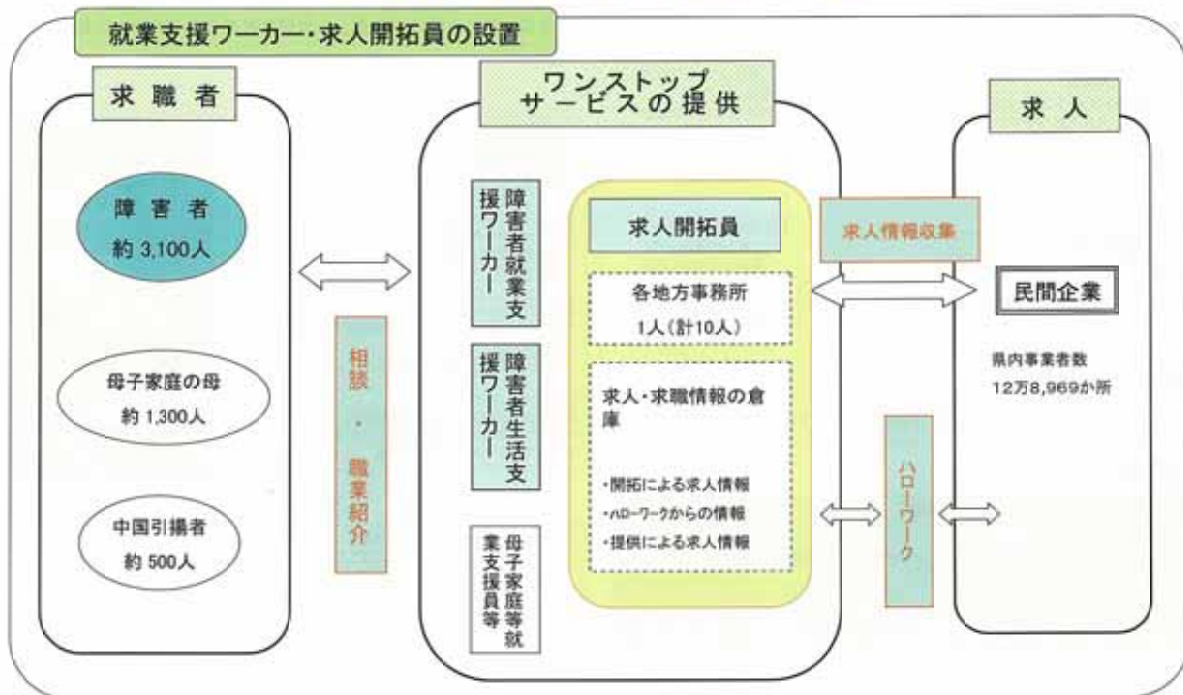 就業支援ワーカー・求人開拓員の設置
求職者
障害者
約 3,100人
母子家庭の母
約 1,300人
中国引揚者
約 500人
相談・職業紹介
ワンストップ
サービスの提供
障害者就業支
援ワーカー
障害者生活支
援ワーカー
母子家庭等就
業支援員等
求人開拓員
各地方事務所
1人(計10人)
求人・求職情報の倉
庫
・開拓による求人情報
・ハローワークからの情報
・提供による求人情報
求人情報収集
ハローワーク
求人
民間企業
県内事業者数
12万8,969か所